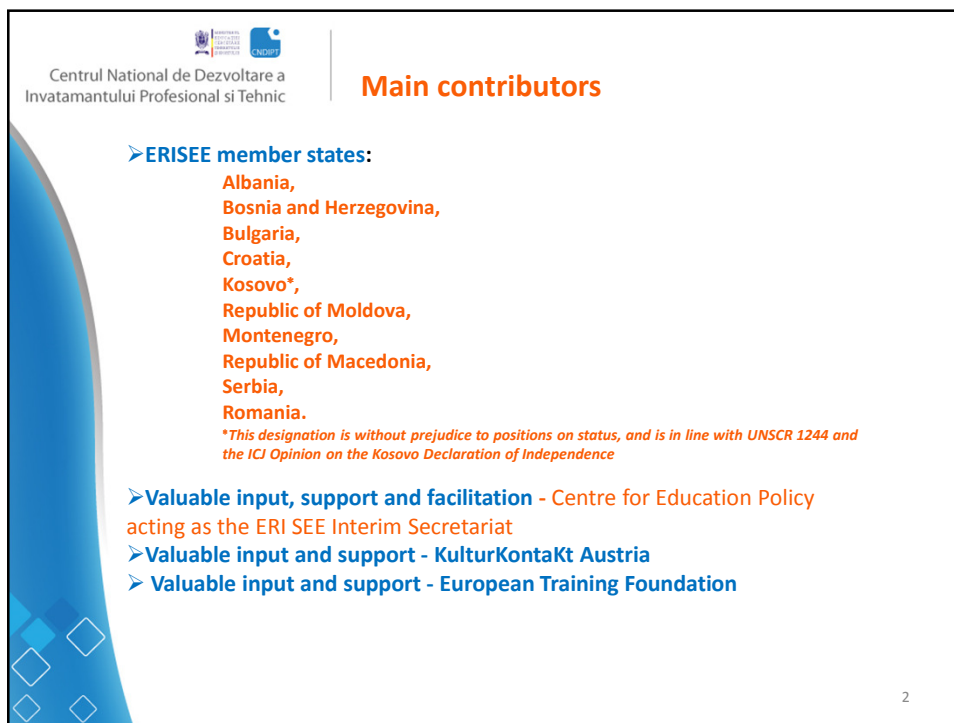 CNDIPT
Centrul National de Dezvoltare a
Invatamantului Profesional si Tehnic
Main contributors
➢ERISEE member states:
Albania,
Bosnia and Herzegovina,
Bulgaria,
Croatia,
Kosovo*,
Republic of Moldova,
Montenegro,
Republic of Macedonia,
Serbia,
Romania.
*This designation is without prejudice to positions on status, and is in line with UNSCR 1244 and
the ICJ Opinion on the Kosovo Declaration of Independence
➢Valuable input, support and facilitation - Centre for Education Policy
acting as the ERI SEE Interim Secretariat
➢Valuable input and support - KulturKontaKt Austria
➢ Valuable input and support - European Training Foundation
2